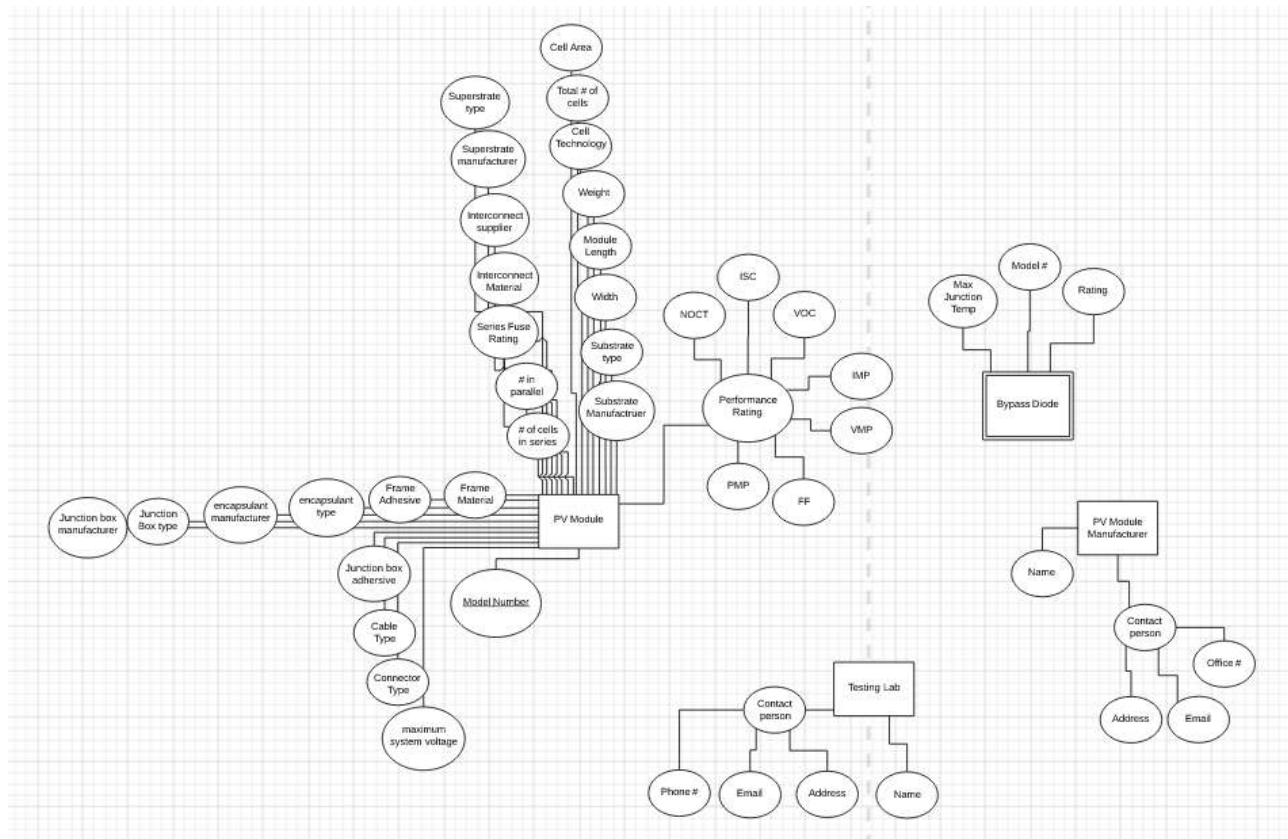 Cell Area
Superstrate
type
Total # of
cells
Superstrate
manufacturer
Cell
Technology
Weight
Interconnect
supplier
Module
Length
Interconnect
Material
Width
Series Fuse
Rating
Substrate
type
# in
parallel
Substrate
Manufactruer
# of cells
in series
ISC
NOCT
VOC
IMP
Performance
Rating
VMP
PMP
FF
Model #
Max
Junction
Temp
Rating
Bypass Diode
Frame
Material
Frame
Adhesive
encapsulant
type
encapsulant
manufacturer
Junction
Box type
Junction box
manufacturer
PV Module
Junction box
adhersive
Model Number
Cable
Type
Connector
Type
maximum
system voltage
PV Module
Manufacturer
Name
Contact
person
Office #
Address
Email
Testing Lab
Contact
person
Phone #
Email
Address
Name